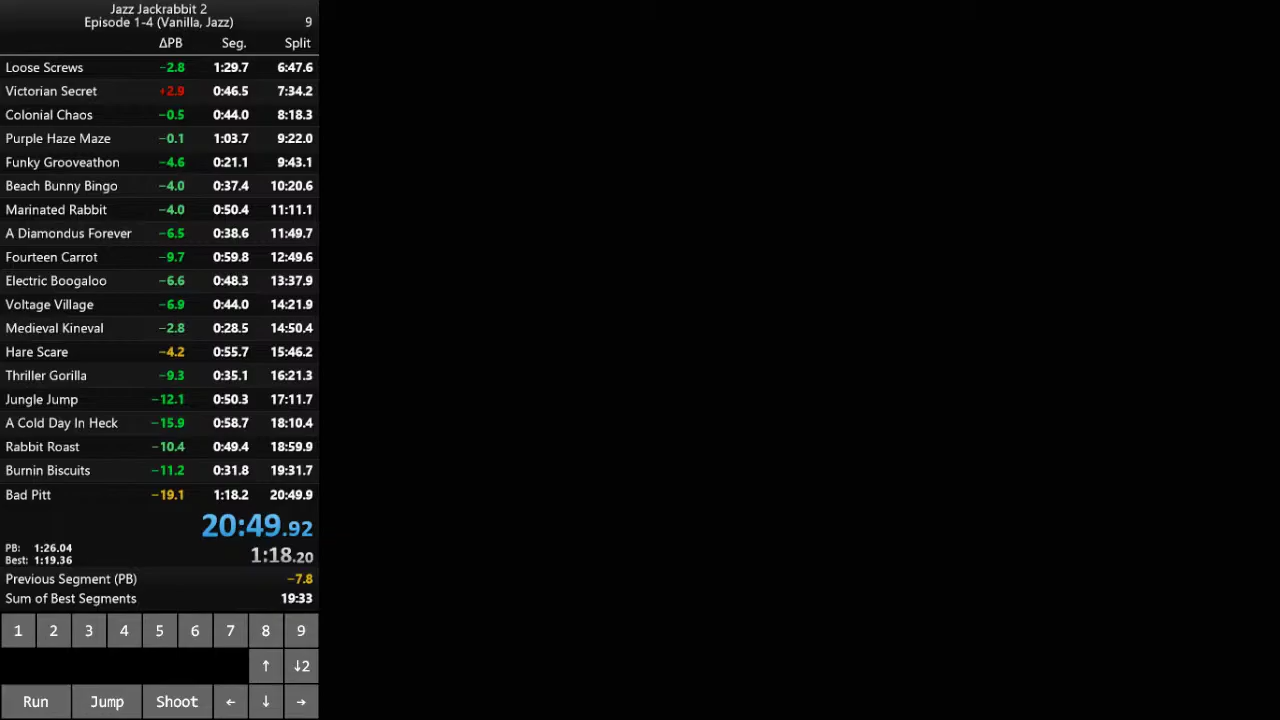 Jazz Jackrabbit 2
Episode 1-4 (Vanilla, Jazz) 9
ΔPB Seg. Split
Loose Screws −2.8 1:29.7 6:47.6
Victorian Secret +2.9 0:46.5 7:34.2
Colonial Chaos −0.5 0:44.0 8:18.3
Purple Haze Maze −0.1 1:03.7 9:22.0
Funky Grooveathon −4.6 0:21.1 9:43.1
Beach Bunny Bingo −4.0 0:37.4 10:20.6
Marinated Rabbit −4.0 0:50.4 11:11.1
A Diamondus Forever −6.5 0:38.6 11:49.7
Fourteen Carrot −9.7 0:59.8 12:49.6
Electric Boogaloo −6.6 0:48.3 13:37.9
Voltage Village −6.9 0:44.0 14:21.9
Medieval Kineval −2.8 0:28.5 14:50.4
Hare Scare −4.2 0:55.7 15:46.2
Thriller Gorilla −9.3 0:35.1 16:21.3
Jungle Jump −12.1 0:50.3 17:11.7
A Cold Day In Heck −15.9 0:58.7 18:10.4
Rabbit Roast −10.4 0:49.4 18:59.9
Burnin Biscuits −11.2 0:31.8 19:31.7
Bad Pitt −19.1 1:18.2 20:49.9
20:49.92
PB: 1:26.04
Best: 1:19.36
1:18.20
Previous Segment (PB) −7.8
Sum of Best Segments 19:33
1 2 3 4 5 6 7 8 9
↑ ↓2
Run Jump Shoot ← ↓ →